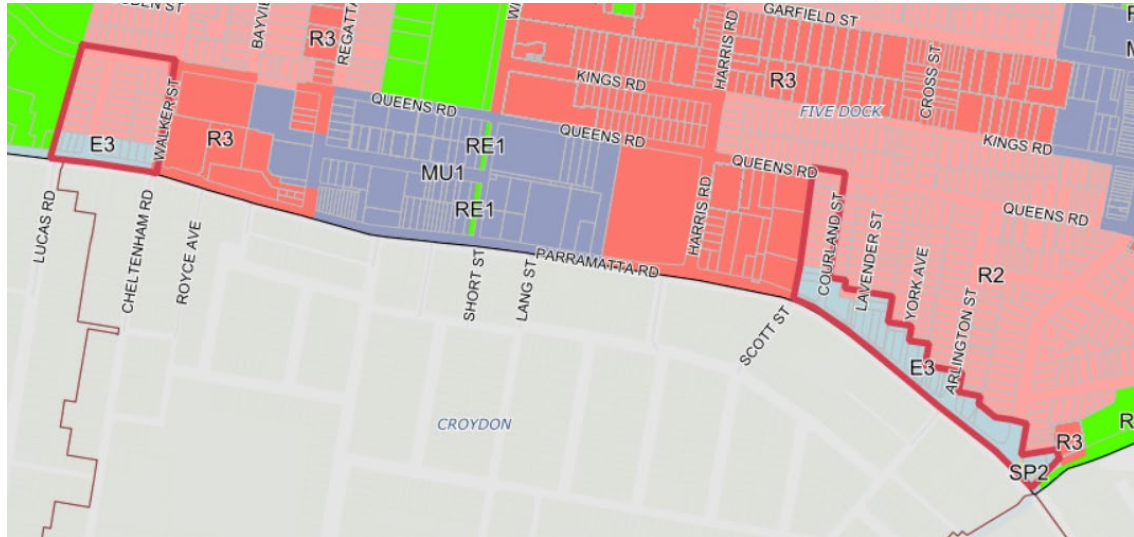 GARFIELD ST
BAYVI
R3
REGATTA
HARRIS RD
R3
KINGS RD
CROSS ST
FIVE DOCK
QUEENS RD
QUEENS RD
KINGS RD
WALKER ST
E3
R3
RE1
MU1
RE1
QUEENS RD
QUEENS RD
HARRIS RD
COURLAND ST
LAVENDER ST
YORK AVE
R2
LUCAS RD
CHELTENHAM RD
ROYCE AVE
SHORT ST
LANG ST
PARRAMATTA RD
SCOTT ST
E3
ARLINGTON ST
CROYDON
R3
R
SP2